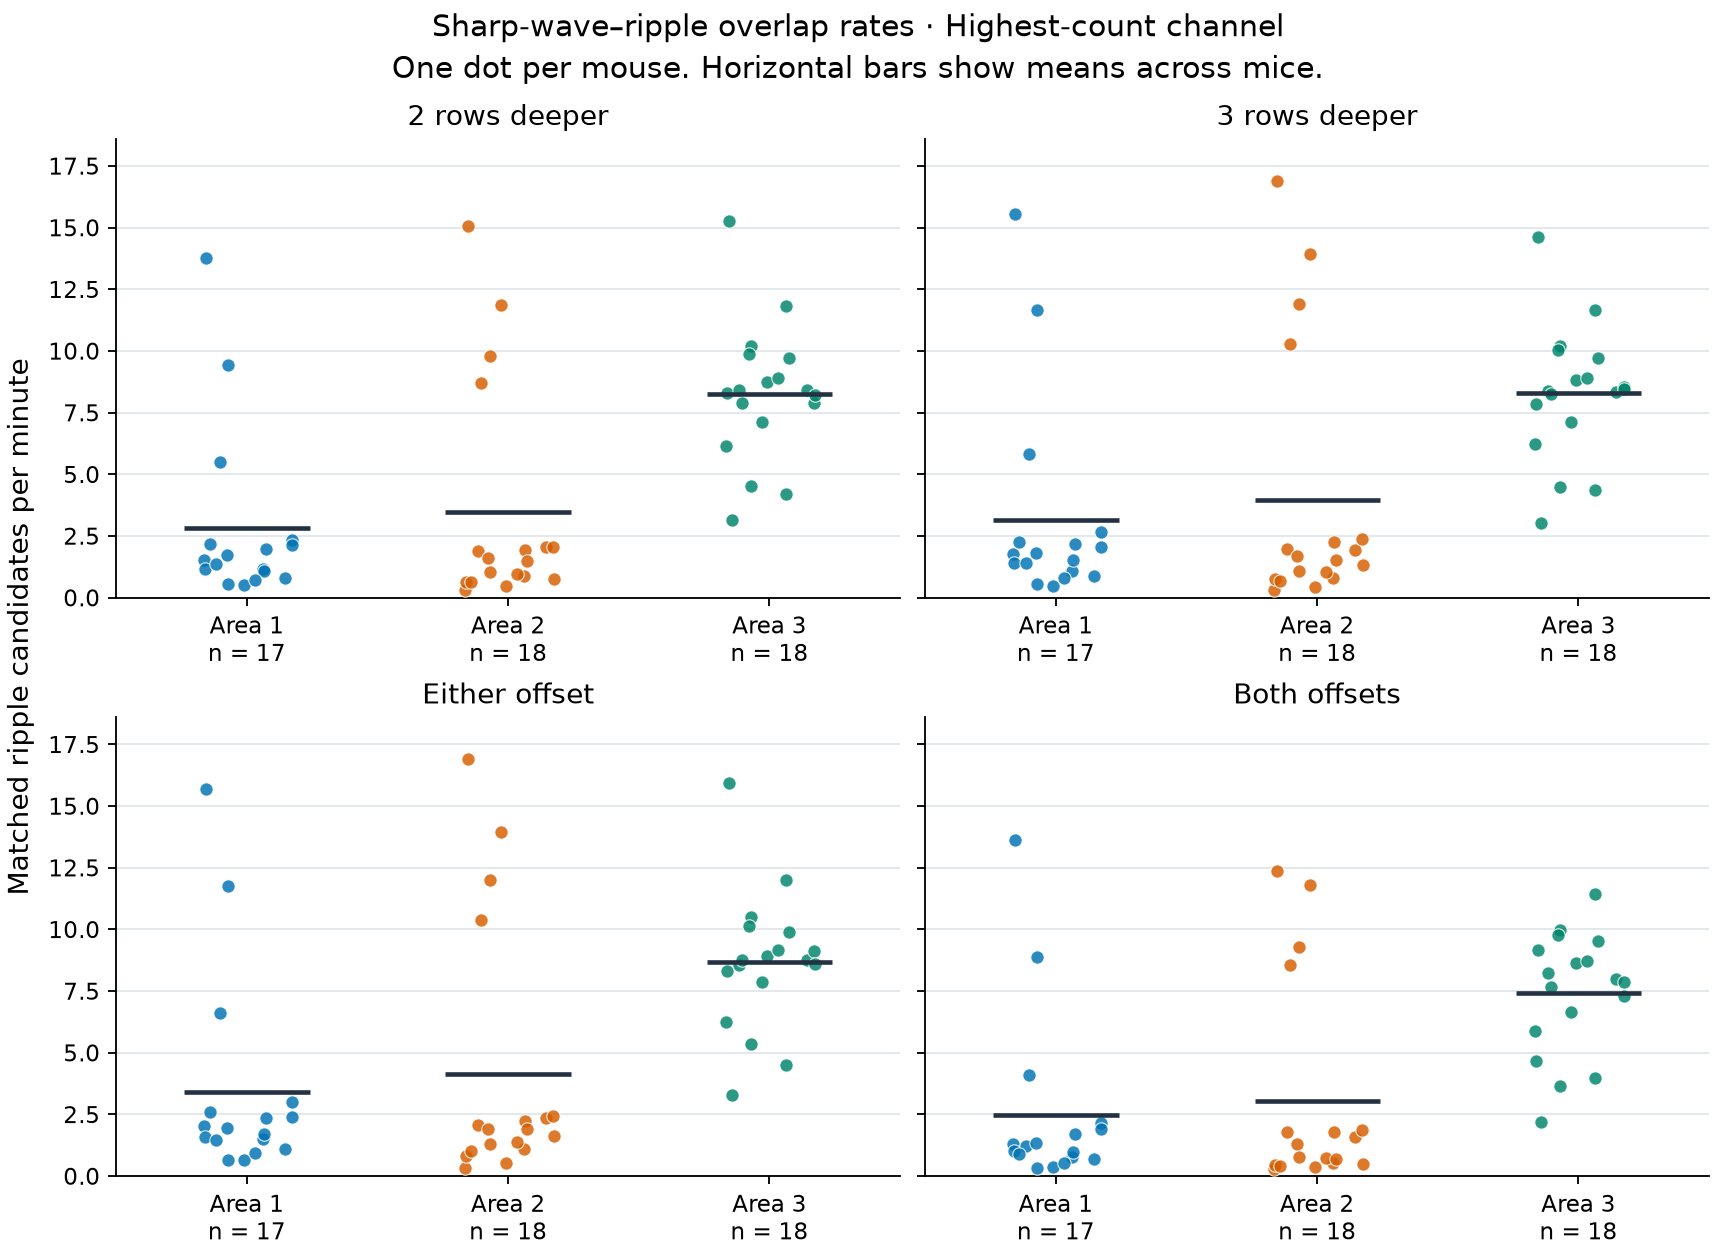 Sharp-wave–ripple overlap rates · Highest-count channel
One dot per mouse. Horizontal bars show means across mice.
Matched ripple candidates per minute
2 rows deeper
17.5
15.0
12.5
10.0
7.5
5.0
2.5
0.0
Area 1
n = 17
Area 2
n = 18
Area 3
n = 18
3 rows deeper
Area 1
n = 17
Area 2
n = 18
Area 3
n = 18
Either offset
17.5
15.0
12.5
10.0
7.5
5.0
2.5
0.0
Area 1
n = 17
Area 2
n = 18
Area 3
n = 18
Both offsets
Area 1
n = 17
Area 2
n = 18
Area 3
n = 18